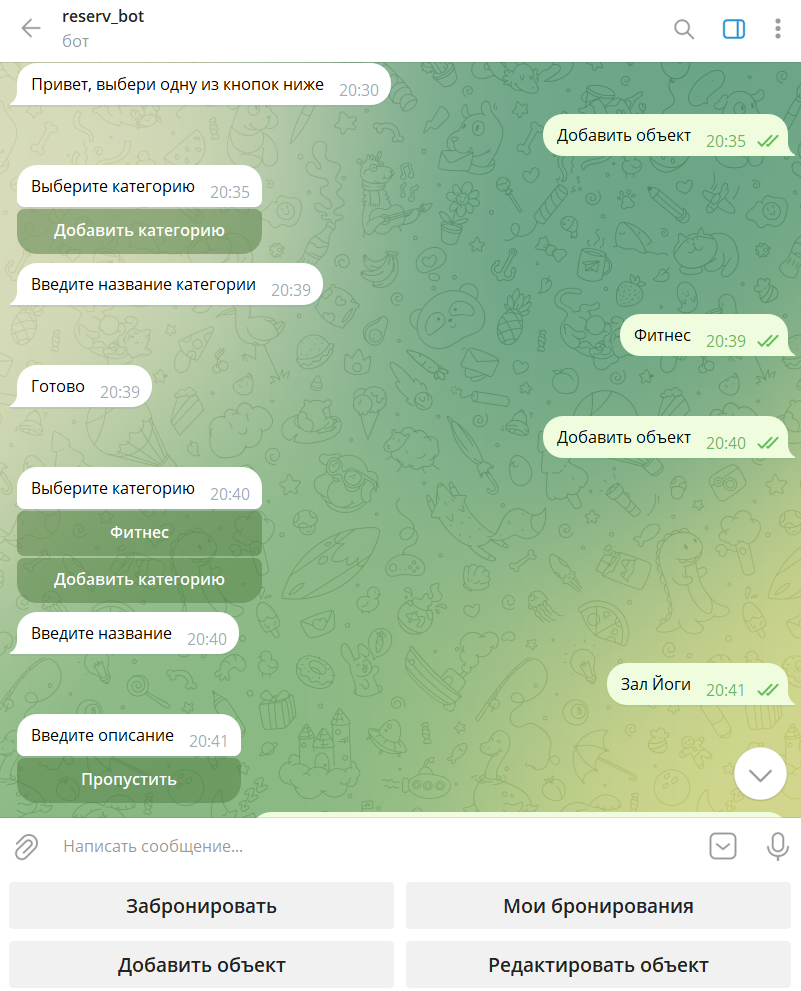 reserv_bot
бот
Привет, выбери одну из кнопок ниже 20:30
Добавить объект 20:35
Выберите категорию 20:35
Добавить категорию
Введите название категории 20:39
Фитнес 20:39
Готово 20:39
Добавить объект 20:40
Выберите категорию 20:40
Фитнес
Добавить категорию
Введите название 20:40
Зал Йоги 20:41
Введите описание 20:41
Пропустить
Написать сообщение...
Забронировать Мои бронирования
Добавить объект Редактировать объект